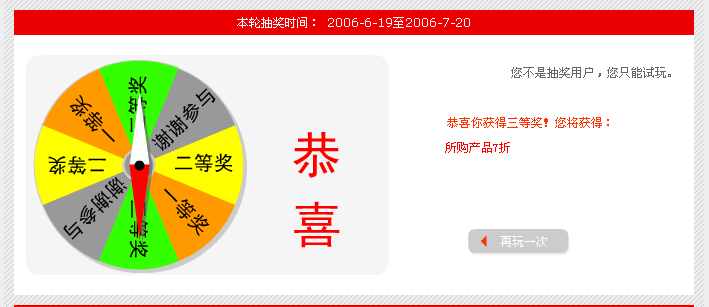 本轮抽奖时间： 2006-6-19至2006-7-20
您不是抽奖用户，您只能试玩。
恭喜你获得三等奖！您将获得：
所购产品7折
三等奖
谢谢参与
二等奖
一等奖
三等奖
谢谢参与
二等奖
一等奖
恭
喜
再玩一次